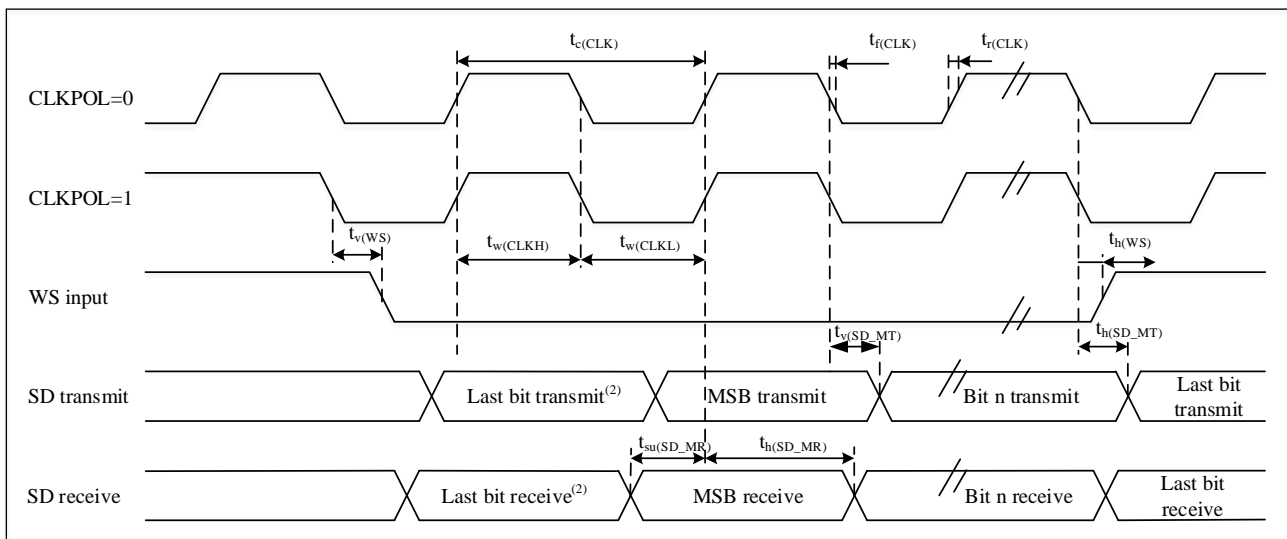 t_c(CLK)
t_f(CLK)
t_r(CLK)
CLKPOL=0
CLKPOL=1
t_v(WS)
t_w(CLKH)
t_w(CLKL)
t_h(WS)
WS input
t_v(SD_MT)
t_h(SD_MT)
SD transmit
Last bit transmit(2)
MSB transmit
Bit n transmit
Last bit
transmit
t_su(SD_MR)
t_h(SD_MR)
SD receive
Last bit receive(2)
MSB receive
Bit n receive
Last bit
receive